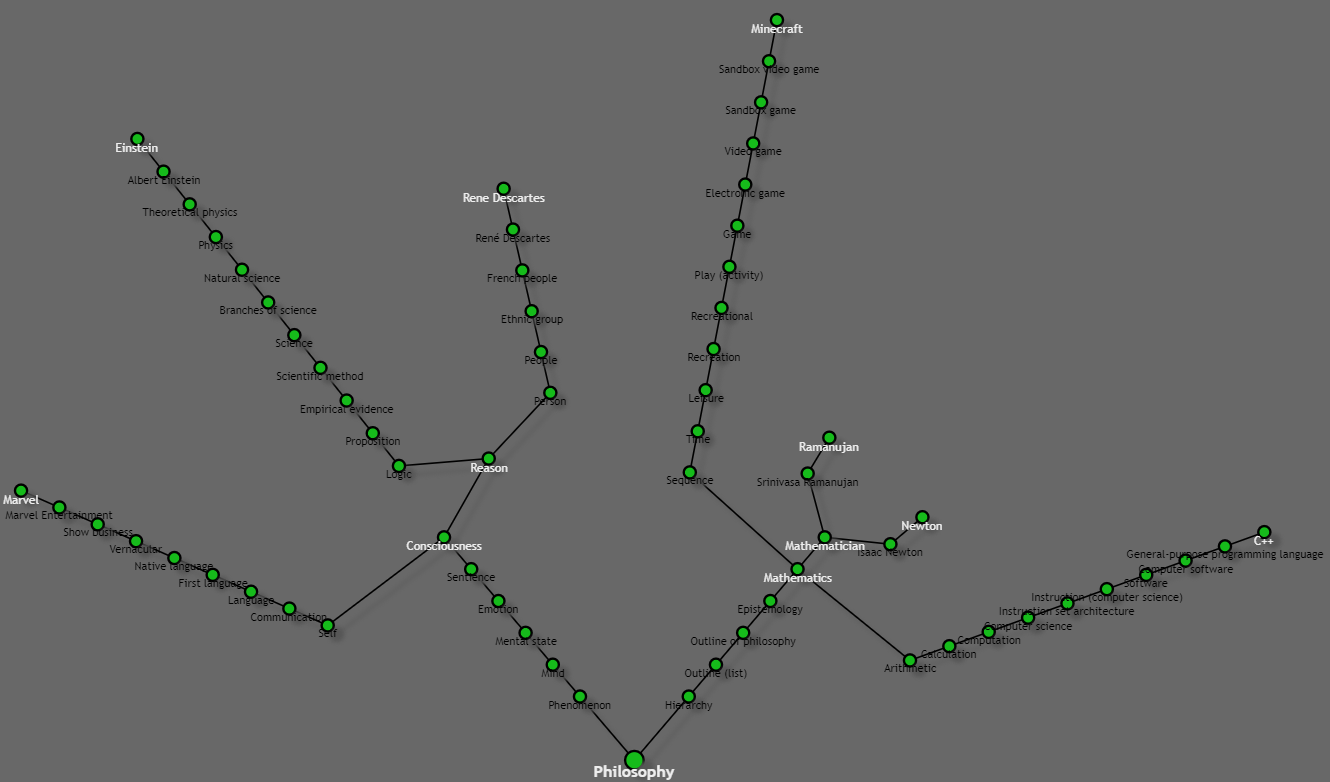 Minecraft
Sandbox video game
Sandbox game
Video game
Electronic game
Game
Play (activity)
Recreational
Recreation
Leisure
Time
Sequence
Einstein
Albert Einstein
Theoretical physics
Physics
Natural science
Branches of science
Science
Scientific method
Empirical evidence
Proposition
Logic
Rene Descartes
René Descartes
French people
Ethnic group
People
Person
Reason
Ramanujan
Srinivasa Ramanujan
Newton
Isaac Newton
Mathematician
Mathematics
Marvel
Marvel Entertainment
Show business
Vernacular
Native language
First language
Language
Communication
Self
Consciousness
Sentience
Emotion
Mental state
Mind
Phenomenon
Epistemology
Outline of philosophy
Outline (list)
Hierarchy
C++
General-purpose programming language
Computer software
Software
Instruction (computer science)
Instruction set architecture
Computer science
Computation
Calculation
Arithmetic
Philosophy